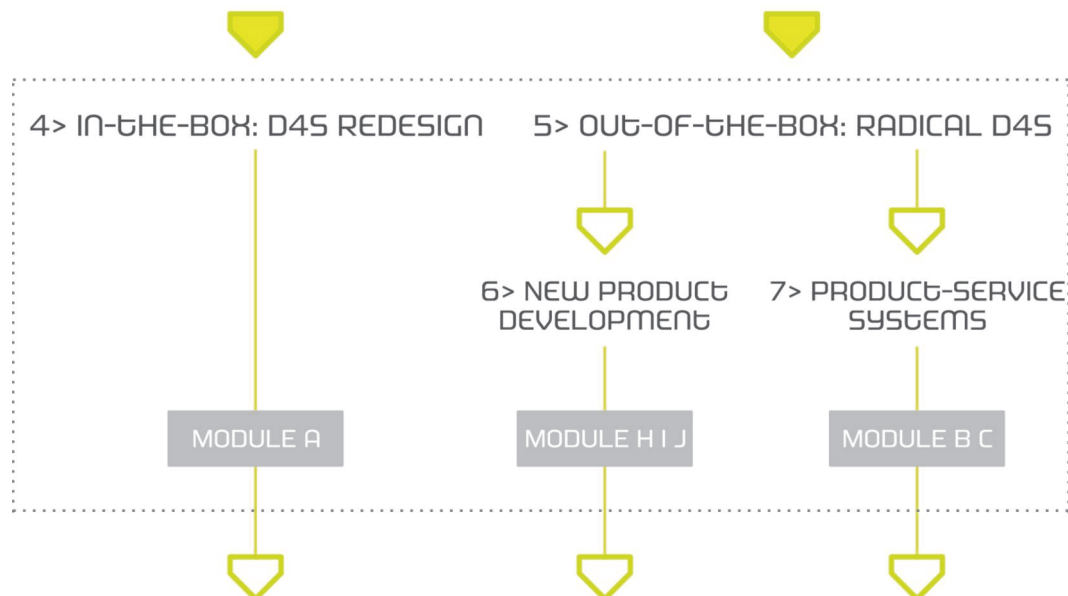 4> IN-THE-BOX: D4S REDESIGN
5> OUT-OF-THE-BOX: RADICAL D4S
6> NEW PRODUCT
DEVELOPMENT
7> PRODUCT-SERVICE
SYSTEMS
MODULE A
MODULE H I J
MODULE B C